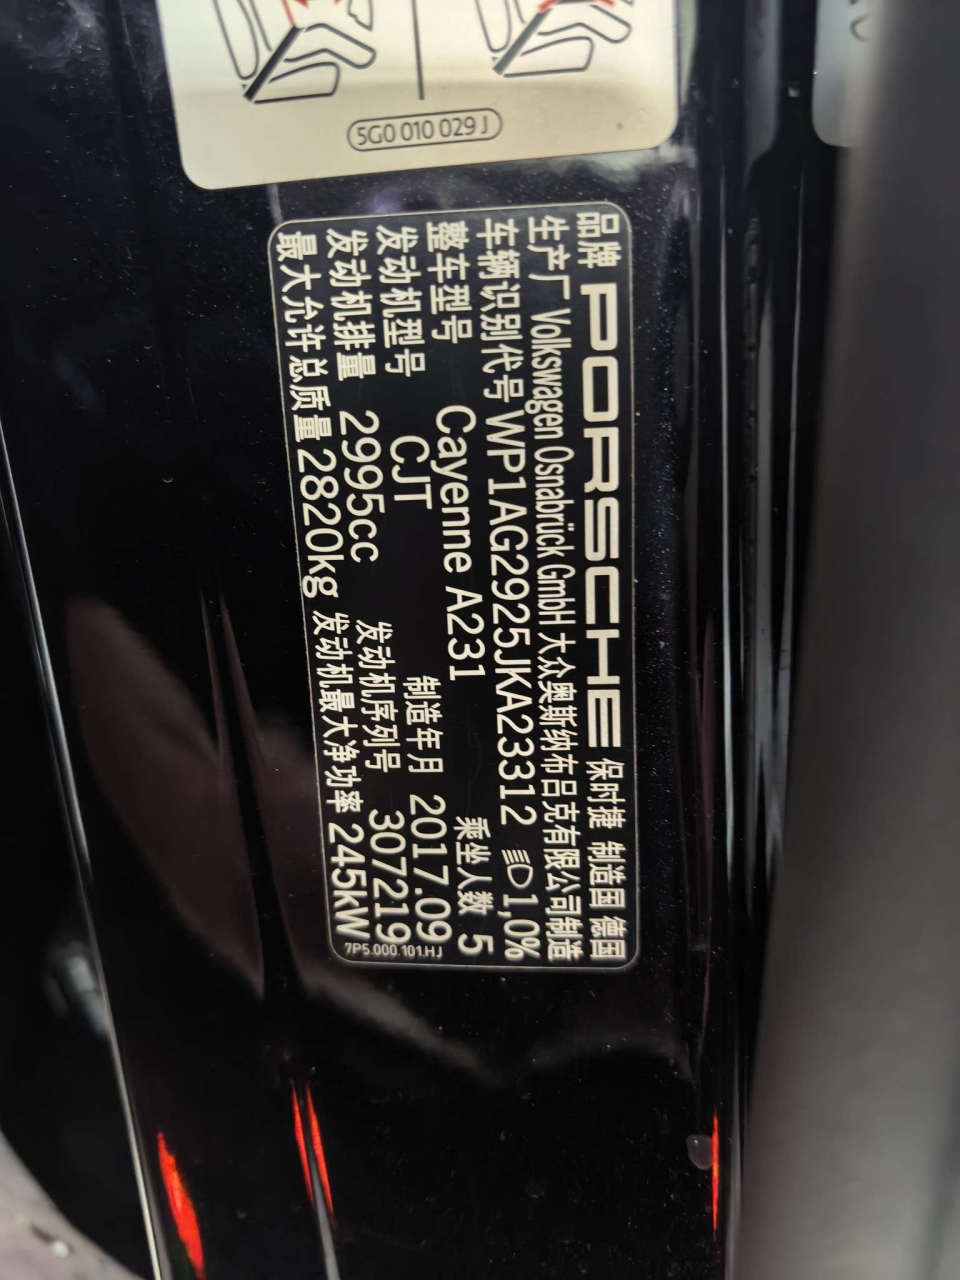 5G0 010 029 J
品牌 PORSCHE 保时捷 制造国 德国
生产厂 Volkswagen Osnabrück GmbH 大众奥斯纳布吕克有限公司制造
车辆识别代号 WP1AG2925JKA23312 1,0%
整车型号 Cayenne A231 乘坐人数 5
发动机型号 CJT 制造年月 2017.09
发动机排量 2995cc 发动机序列号 307219
最大允许总质量 2820kg 发动机最大净功率 245kW
7P5.000.101.HJ